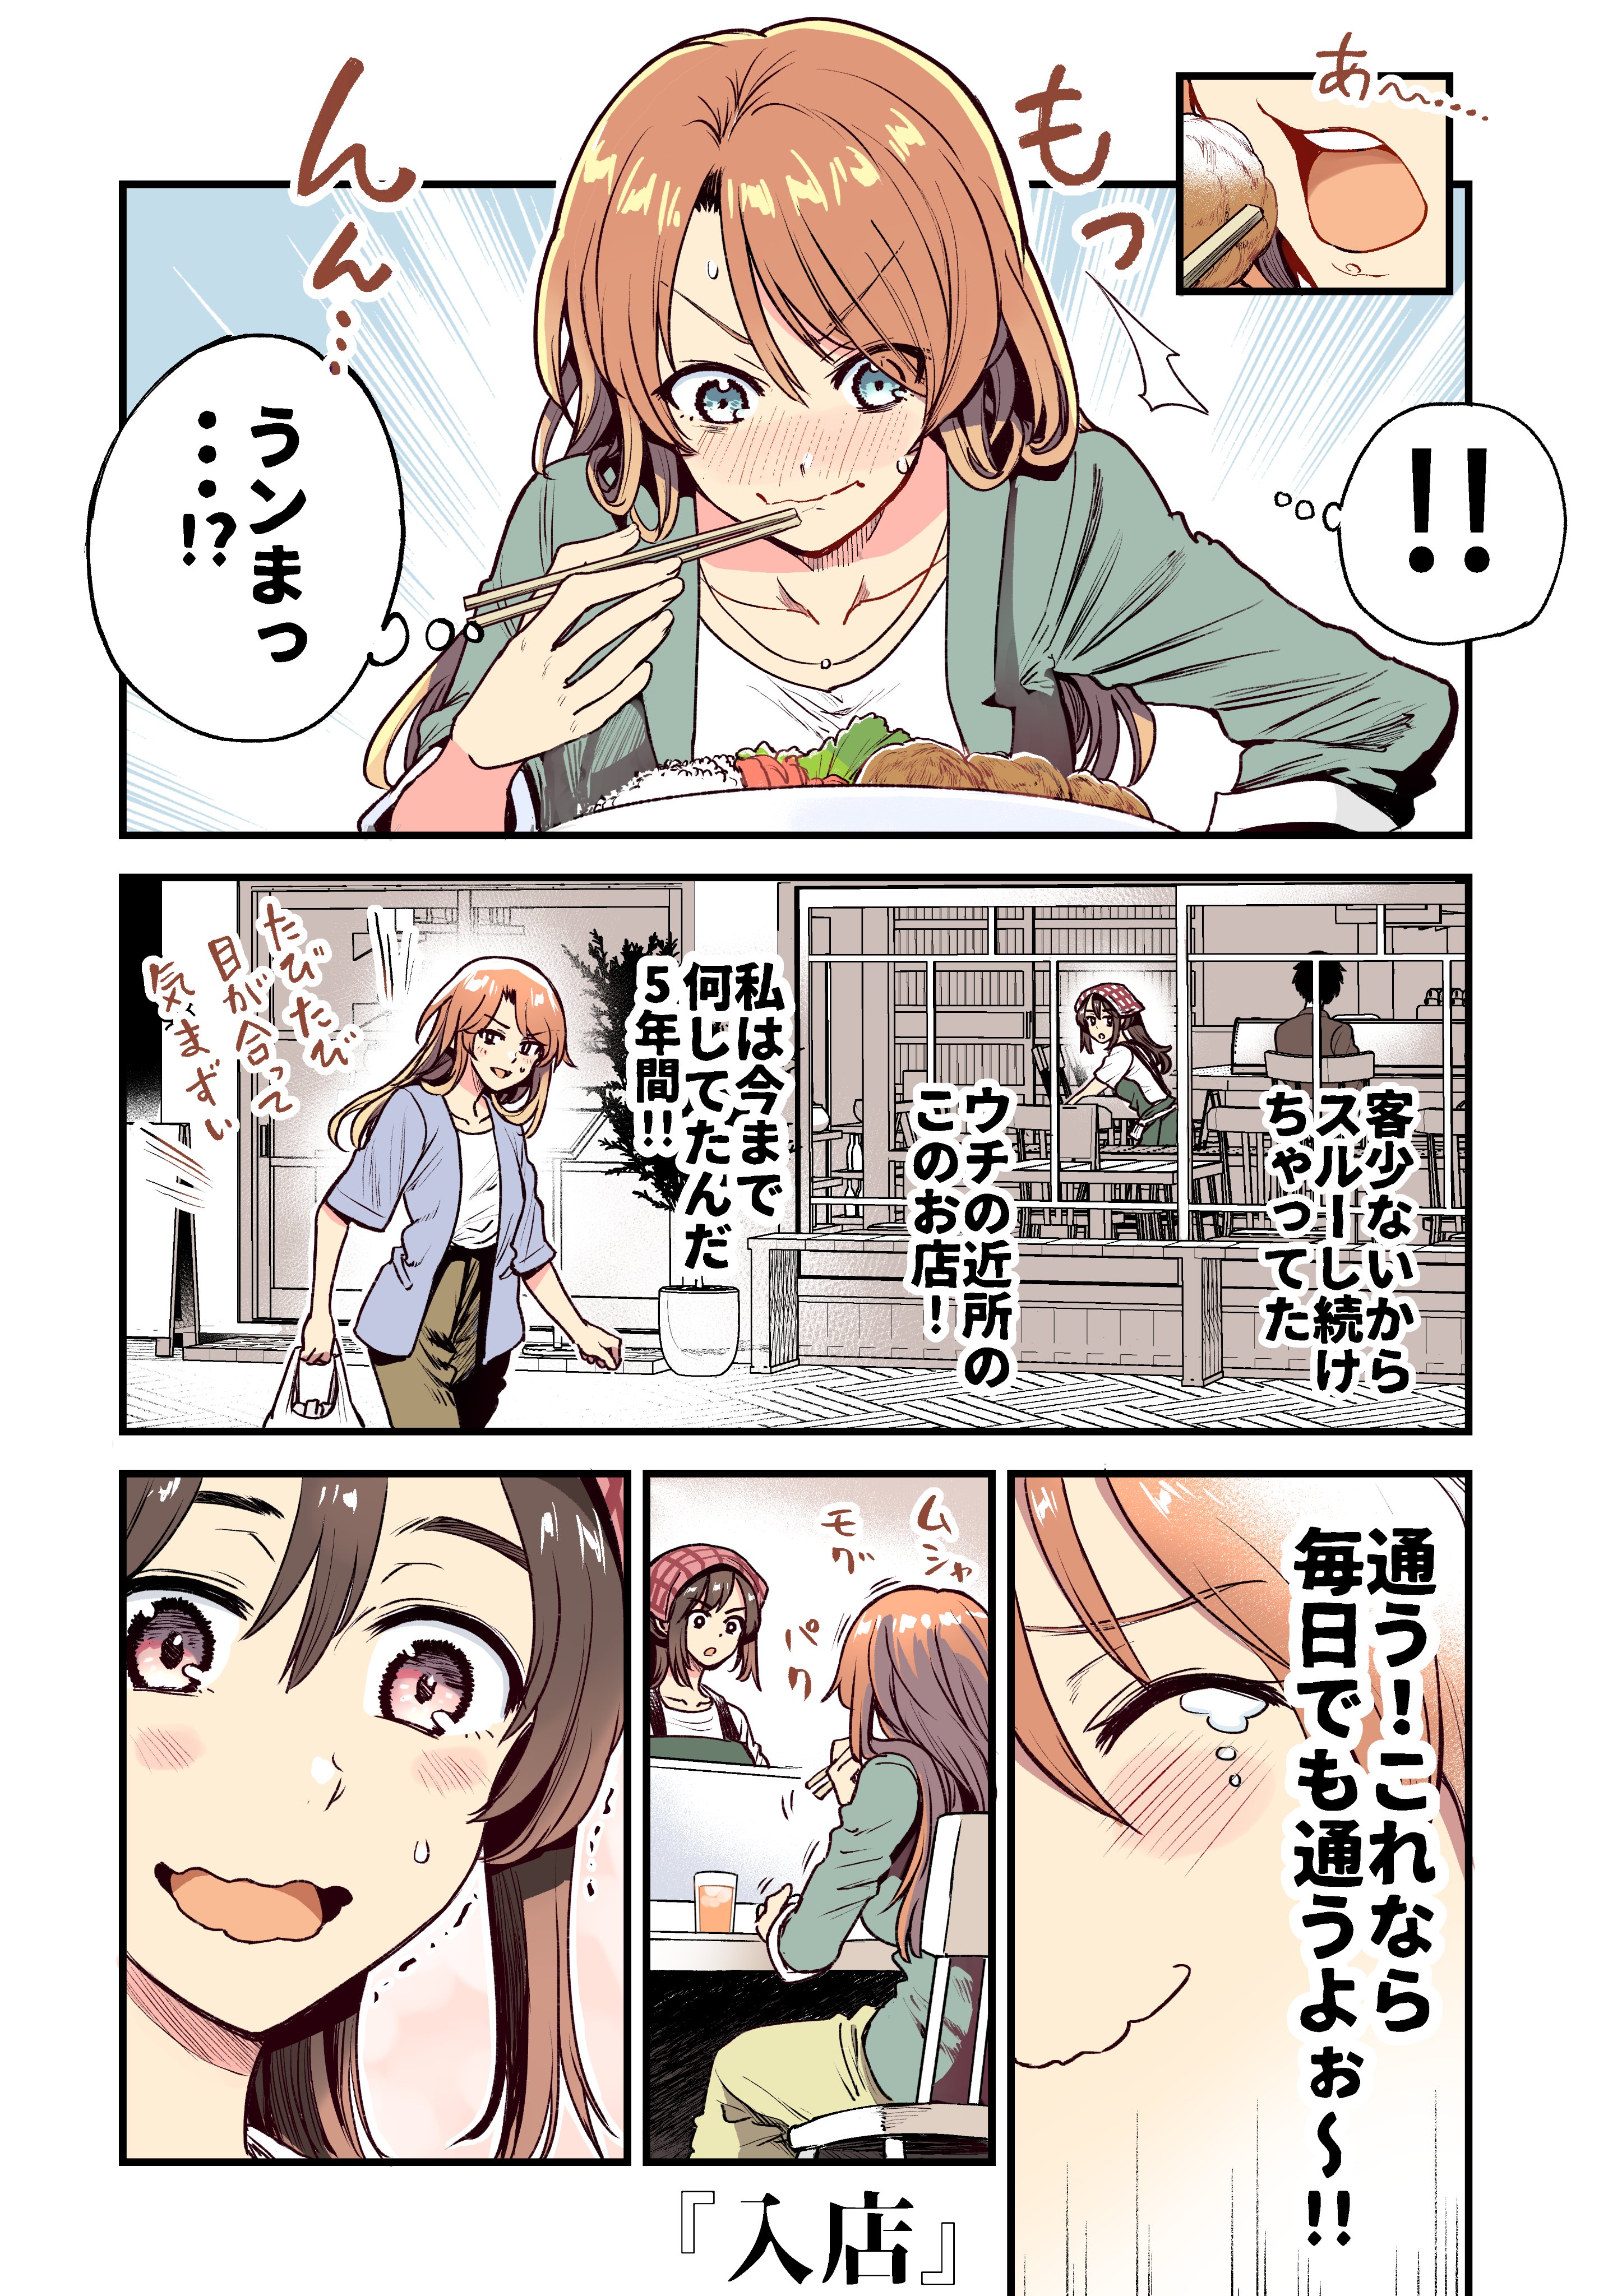 あ〜……
もっ
!!
んん…
うンまっ
……!?
客少ないから
スルーし続け
ちゃってた
ウチの近所の
このお店！
私は今まで
何してたんだ
5年間!!
たびたび
目が合って
気まずい
通う！これなら
毎日でも通うよぉ〜!!
ムシャ
モグ
パク
『入店』